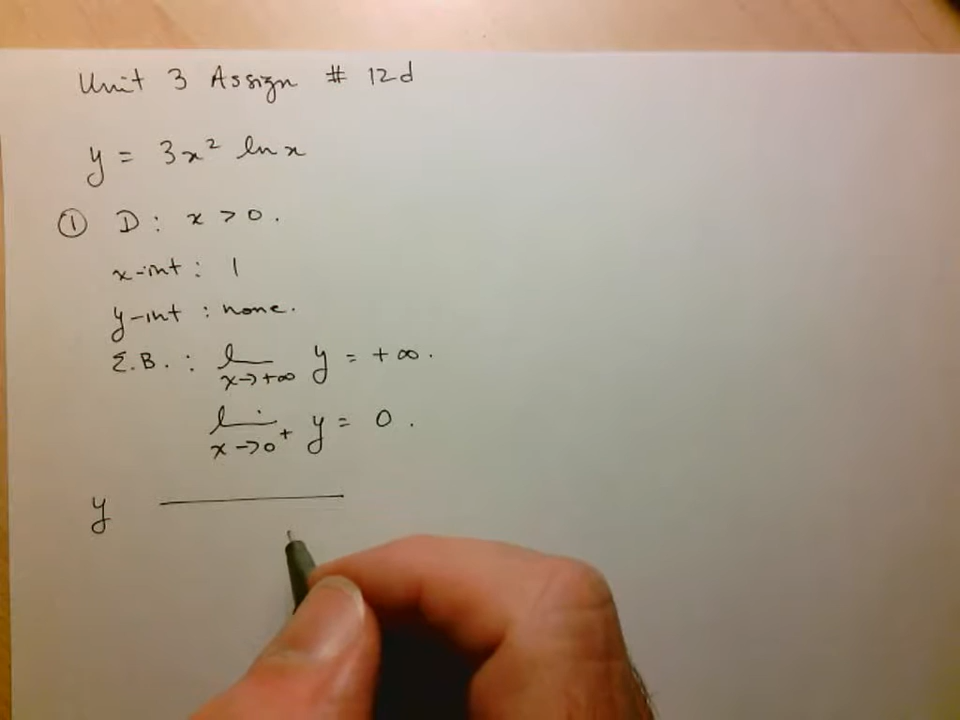 Unit 3 Assign # 12d
y = 3x² ln x
① D : x > 0 .
x-int : 1
y-int : none.
E.B. : lim x→+∞ y = +∞ .
lim x→0⁺ y = 0 .
y